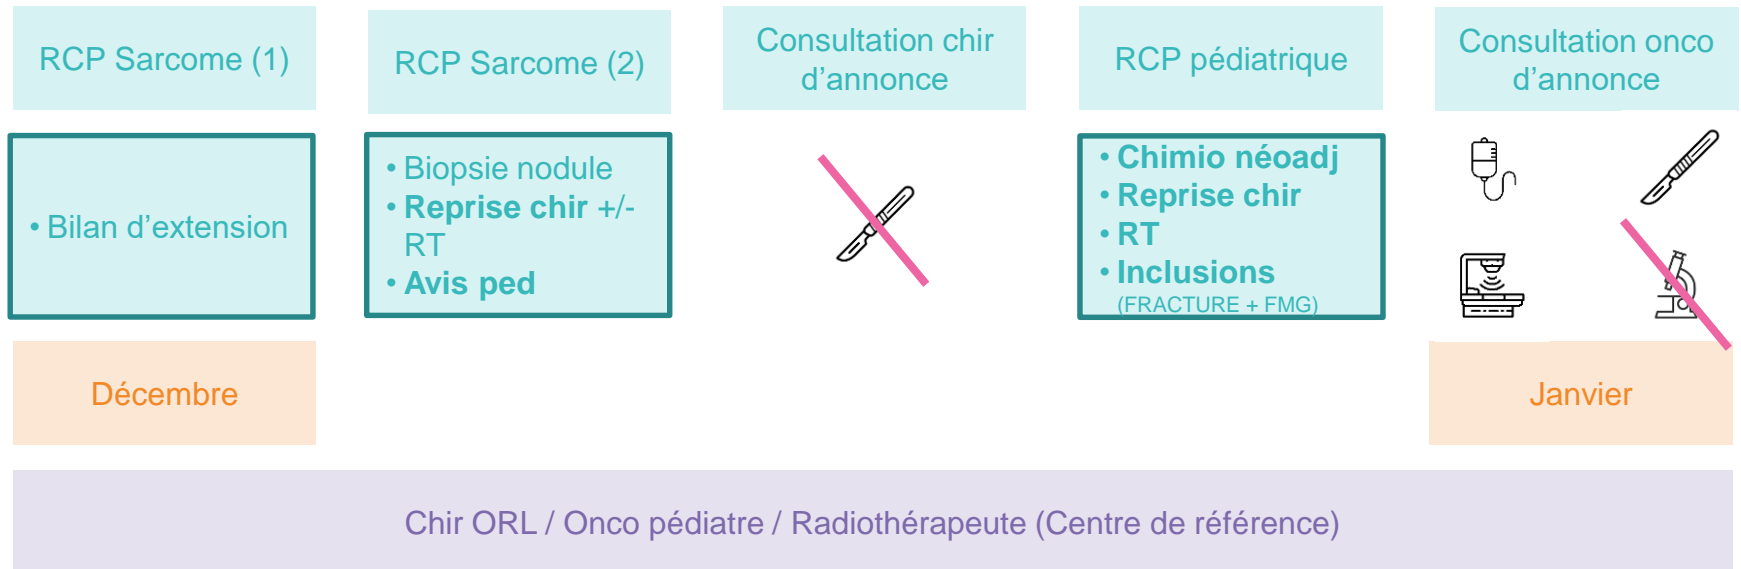 RCP Sarcome (1)
RCP Sarcome (2)
Consultation chir
d’annonce
RCP pédiatrique
Consultation onco
d’annonce
• Bilan d’extension
• Biopsie nodule
• Reprise chir +/-
RT
• Avis ped
• Chimio néoadj
• Reprise chir
• RT
• Inclusions
(FRACTURE + FMG)
Décembre
Janvier
Chir ORL / Onco pédiatre / Radiothérapeute (Centre de référence)